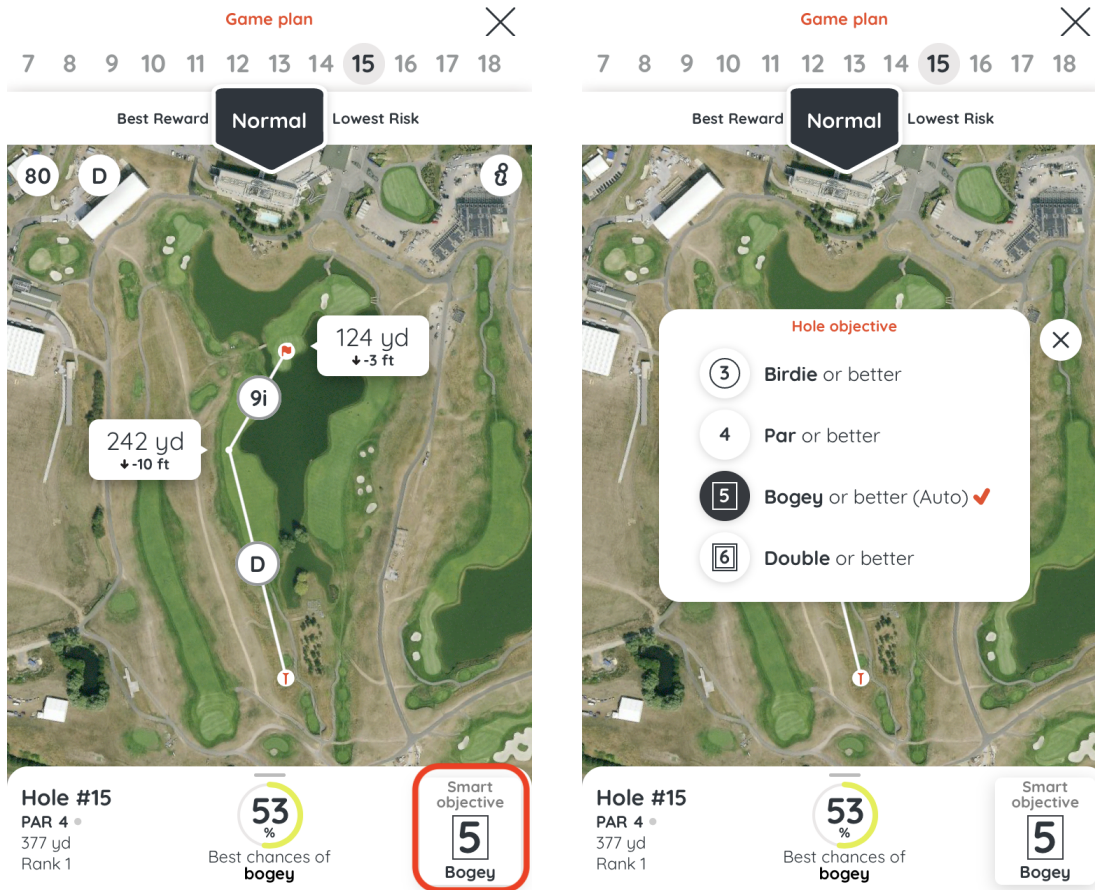 Game plan
7 8 9 10 11 12 13 14 15 16 17 18
Best Reward Normal Lowest Risk
80 D
124 yd
-3 ft
9i
242 yd
-10 ft
D
T
Hole #15
PAR 4
377 yd
Rank 1
53
%
Best chances of
bogey
Smart
objective
5
Bogey
Game plan
7 8 9 10 11 12 13 14 15 16 17 18
Best Reward Normal Lowest Risk
Hole objective
3 Birdie or better
4 Par or better
5 Bogey or better (Auto)
6 Double or better
T
Hole #15
PAR 4
377 yd
Rank 1
53
%
Best chances of
bogey
Smart
objective
5
Bogey